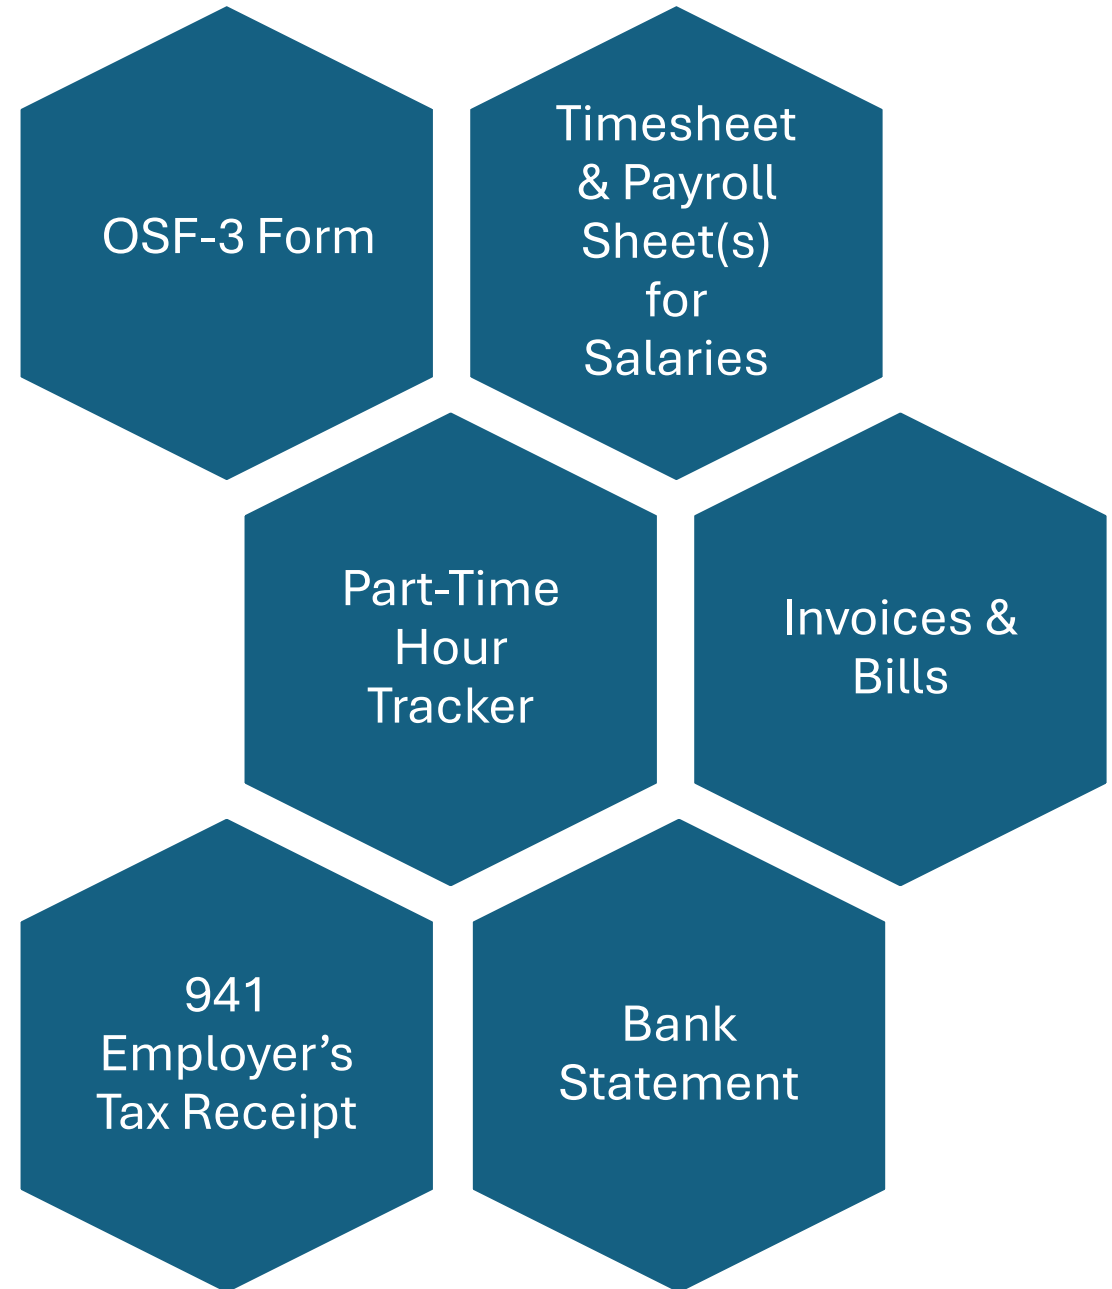 OSF-3 Form
Timesheet
& Payroll
Sheet(s)
for
Salaries
Part-Time
Hour
Tracker
Invoices &
Bills
941
Employer’s
Tax Receipt
Bank
Statement